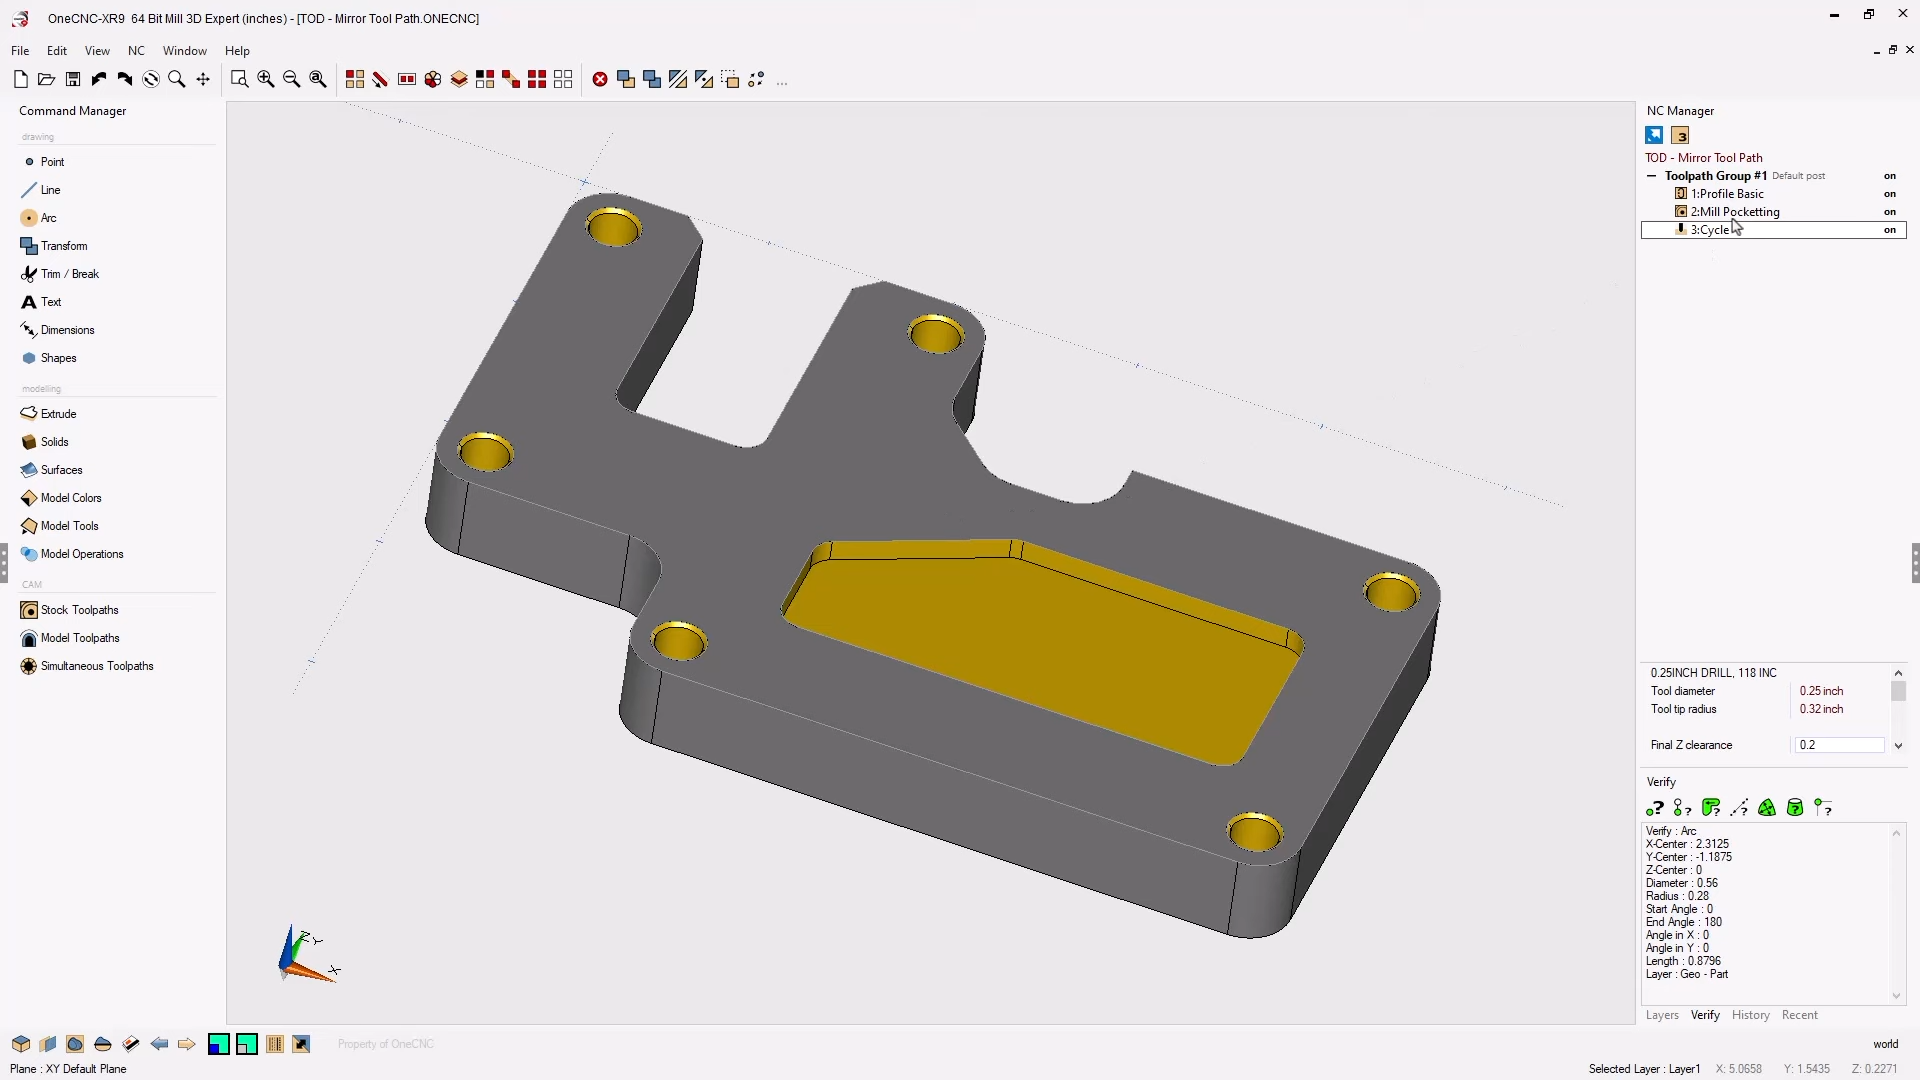 OneCNC-XR9 64 Bit Mill 3D Expert (inches) - [TOD - Mirror Tool Path.ONECNC]
File Edit View NC Window Help
Command Manager
drawing
Point
Line
Arc
Transform
Trim / Break
Text
Dimensions
Shapes
modelling
Extrude
Solids
Surfaces
Model Colors
Model Tools
Model Operations
CAM
Stock Toolpaths
Model Toolpaths
Simultaneous Toolpaths
Z Y
X
NC Manager
3
TOD - Mirror Tool Path
Toolpath Group #1 Default post on
1:Profile Basic on
2:Mill Pocketting on
3:Cycle on
0.25INCH DRILL, 118 INC
Tool diameter 0.25 inch
Tool tip radius 0.32 inch
Final Z clearance 0.2
Verify
Verify : Arc
X-Center : 2.3125
Y-Center : -1.1875
Z-Center : 0
Diameter : 0.56
Radius : 0.28
Start Angle : 0
End Angle : 180
Angle in X : 0
Angle in Y : 0
Length : 0.8796
Layer : Geo - Part
Layers Verify History Recent
Property of OneCNC
world
Plane : XY Default Plane
Selected Layer : Layer1 X: 5.0658 Y: 1.5435 Z: 0.2271